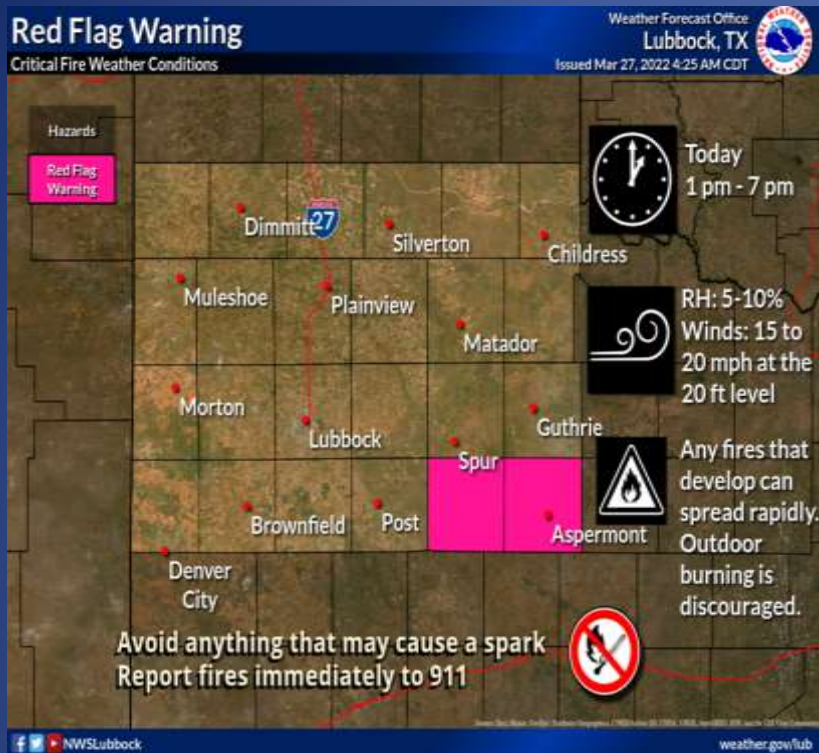 Red Flag Warning
Critical Fire Weather Conditions
Weather Forecast Office
Lubbock, TX
Issued Mar 27, 2022 4:25 AM CDT
Hazards
Red Flag
Warning
Today
1 pm - 7 pm
27
Dimmitt
Silverton
Childress
Muleshoe
Plainview
Matador
RH: 5-10%
Winds: 15 to
20 mph at the
20 ft level
Morton
Lubbock
Guthrie
Spur
Any fires that
develop can
spread rapidly.
Outdoor
burning is
discouraged.
Brownfield
Post
Aspermont
Denver
City
Avoid anything that may cause a spark
Report fires immediately to 911
NWSLubbock
weather.gov/lub